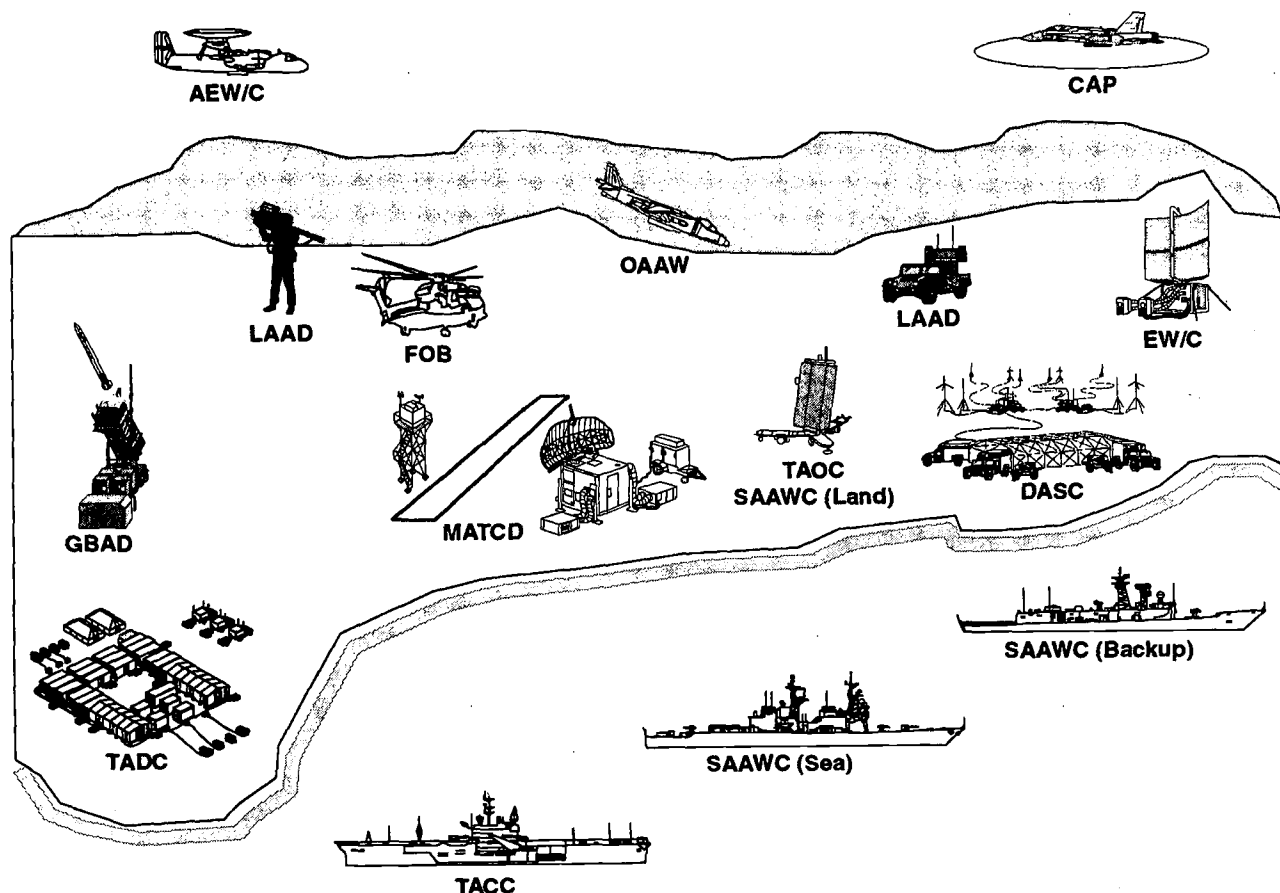 AEW/C
CAP
OAAW
LAAD
FOB
LAAD
EW/C
GBAD
MATCD
TAOC
SAAWC (Land)
DASC
SAAWC (Backup)
TADC
SAAWC (Sea)
TACC